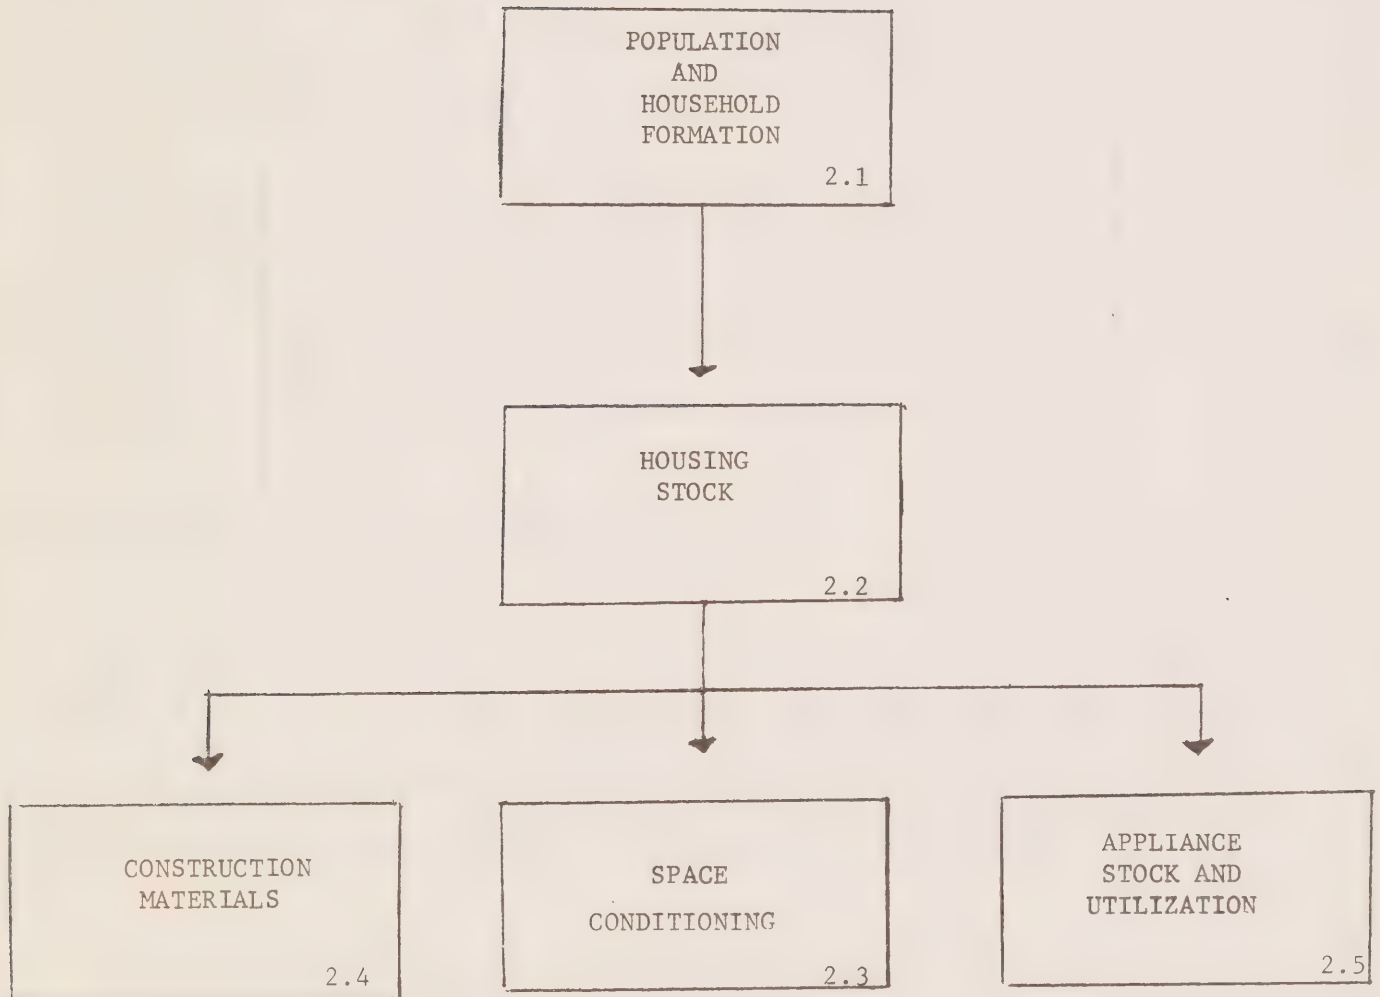 POPULATION
AND
HOUSEHOLD
FORMATION
2.1
HOUSING
STOCK
2.2
CONSTRUCTION
MATERIALS
2.4
SPACE
CONDITIONING
2.3
APPLIANCE
STOCK AND
UTILIZATION
2.5